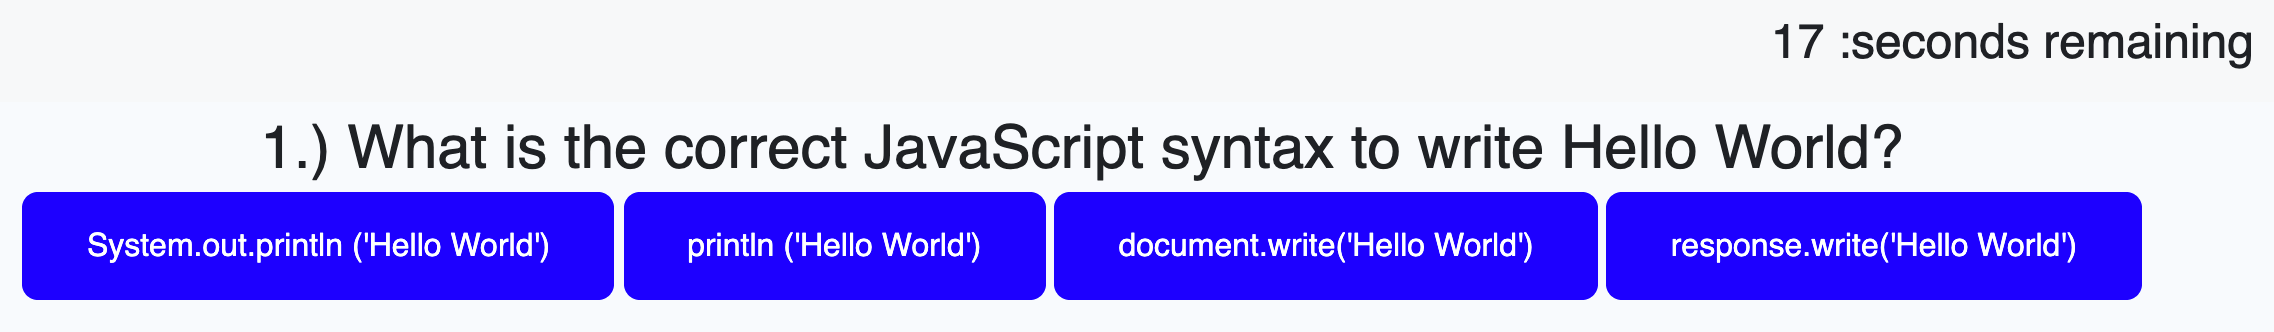 17 :seconds remaining
1.) What is the correct JavaScript syntax to write Hello World?
System.out.println ('Hello World') println ('Hello World') document.write('Hello World') response.write('Hello World')